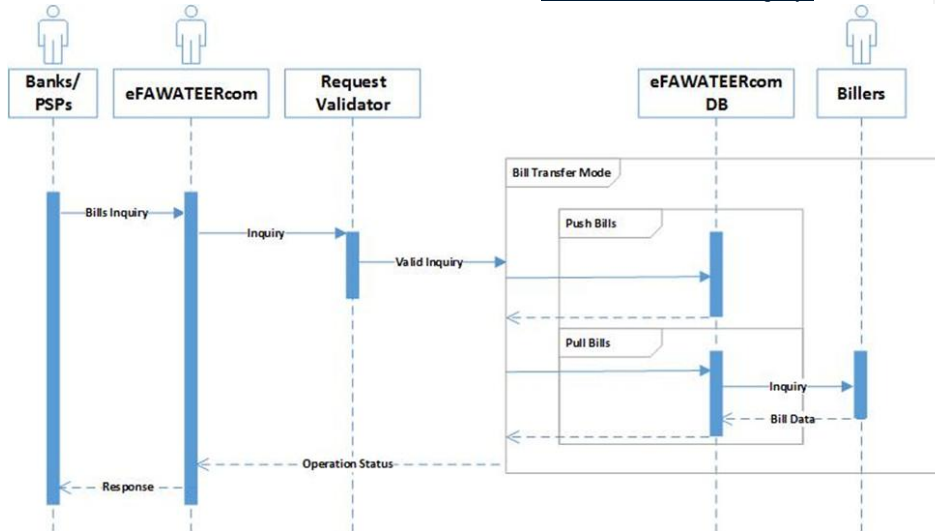 Banks/
PSPs
eFAWATEERcom
Request
Validator
eFAWATEERcom
DB
Billers
Bill Transfer Mode
Push Bills
Bills Inquiry
Inquiry
Valid Inquiry
Pull Bills
Inquiry
Bill Data
Operation Status
Response